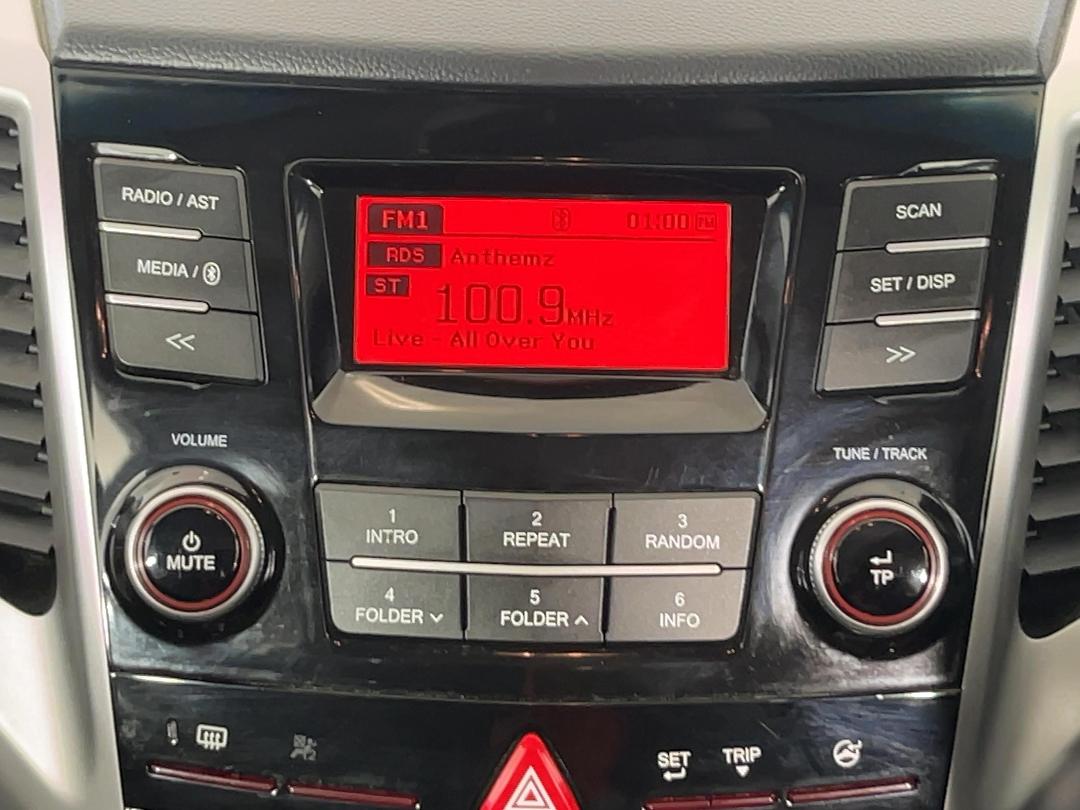 RADIO / AST
MEDIA /
<<
FM1 01:00 PM
RDS Anthemz
ST
100.9MHz
Live - All Over You
SCAN
SET / DISP
>>
VOLUME
MUTE
1
INTRO
2
REPEAT
3
RANDOM
4
FOLDER
5
FOLDER
6
INFO
TUNE / TRACK
TP
SET
TRIP